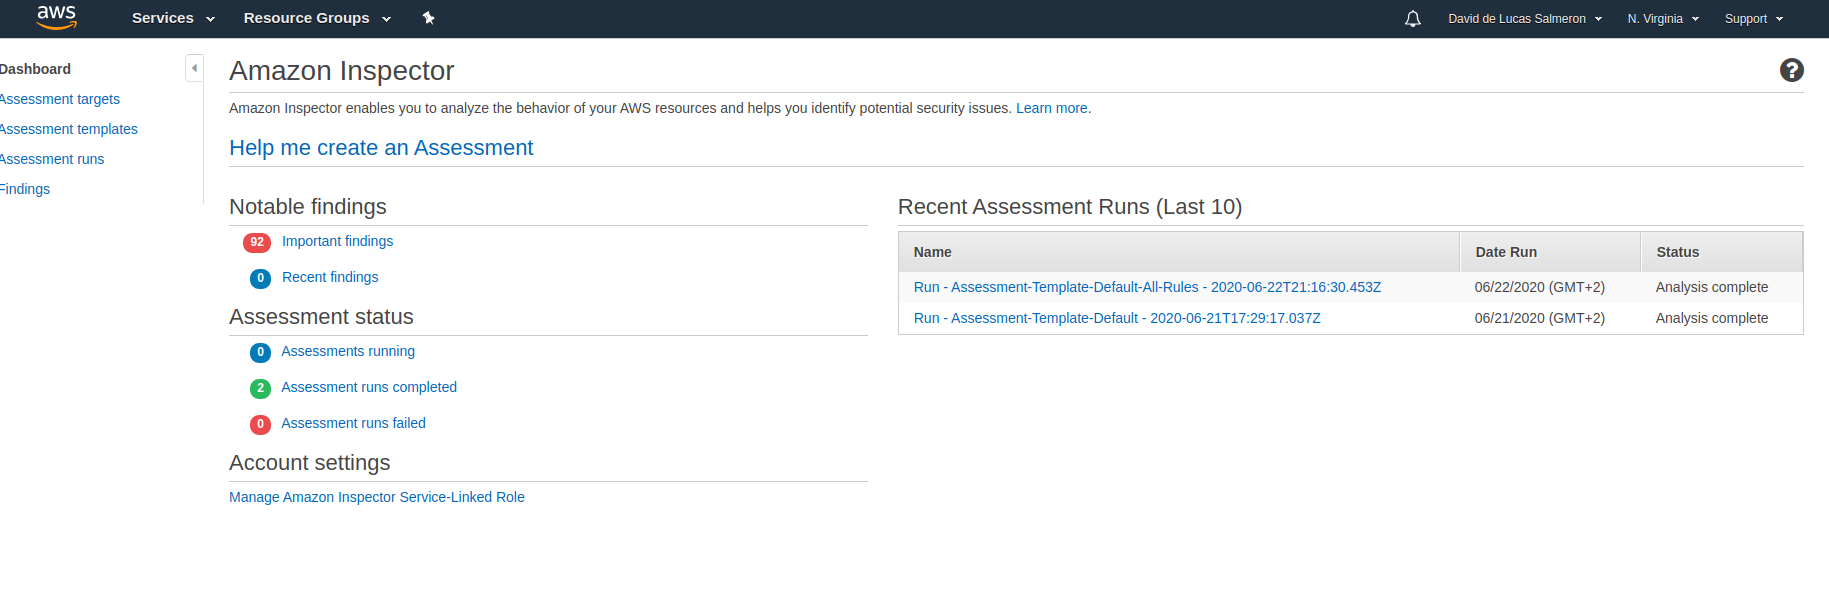 aws Services Resource Groups David de Lucas Salmeron N. Virginia Support
Dashboard
Assessment targets
Assessment templates
Assessment runs
Findings
Amazon Inspector ?
Amazon Inspector enables you to analyze the behavior of your AWS resources and helps you identify potential security issues. Learn more.
Help me create an Assessment
Notable findings
92 Important findings
0 Recent findings
Assessment status
0 Assessments running
2 Assessment runs completed
0 Assessment runs failed
Account settings
Manage Amazon Inspector Service-Linked Role
Recent Assessment Runs (Last 10)
Name Date Run Status
Run - Assessment-Template-Default-All-Rules - 2020-06-22T21:16:30.453Z 06/22/2020 (GMT+2) Analysis complete
Run - Assessment-Template-Default - 2020-06-21T17:29:17.037Z 06/21/2020 (GMT+2) Analysis complete